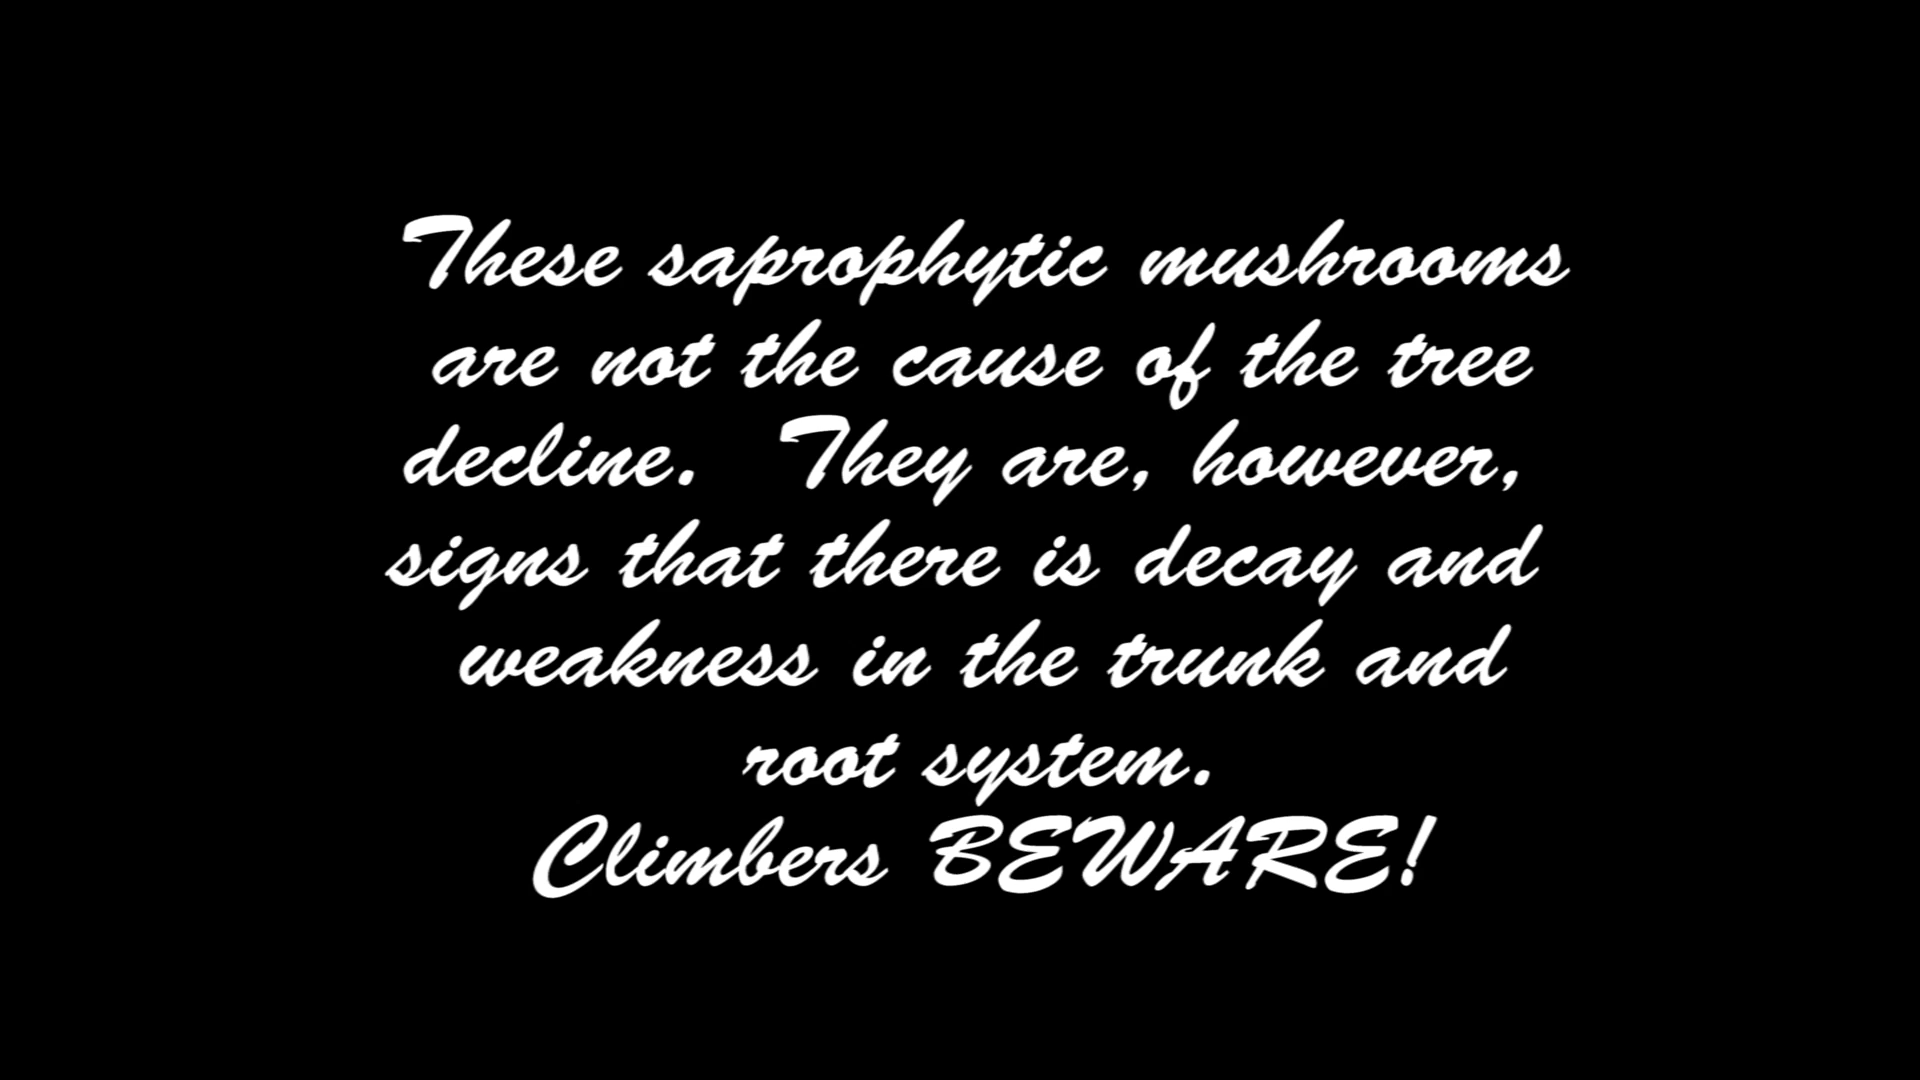 These saprophytic mushrooms
are not the cause of the tree
decline.  They are, however,
signs that there is decay and
weakness in the trunk and
root system.
Climbers BEWARE!